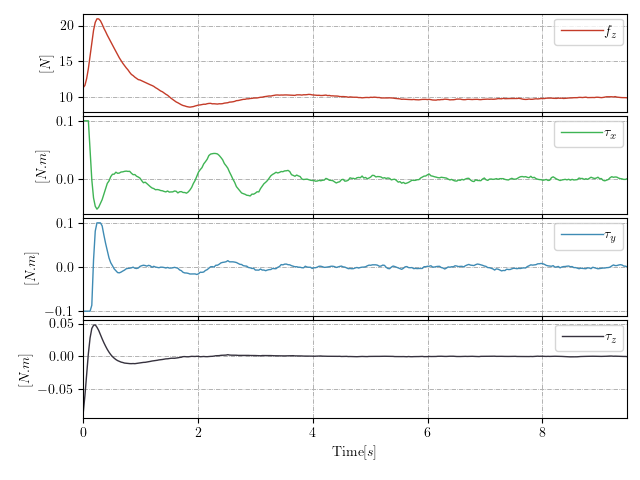 20
15
10
[N]
f_z
0.1
0.0
[N.m]
τ_x
0.1
0.0
−0.1
[N.m]
τ_y
0.05
0.00
−0.05
[N.m]
τ_z
0 2 4 6 8
Time[s]